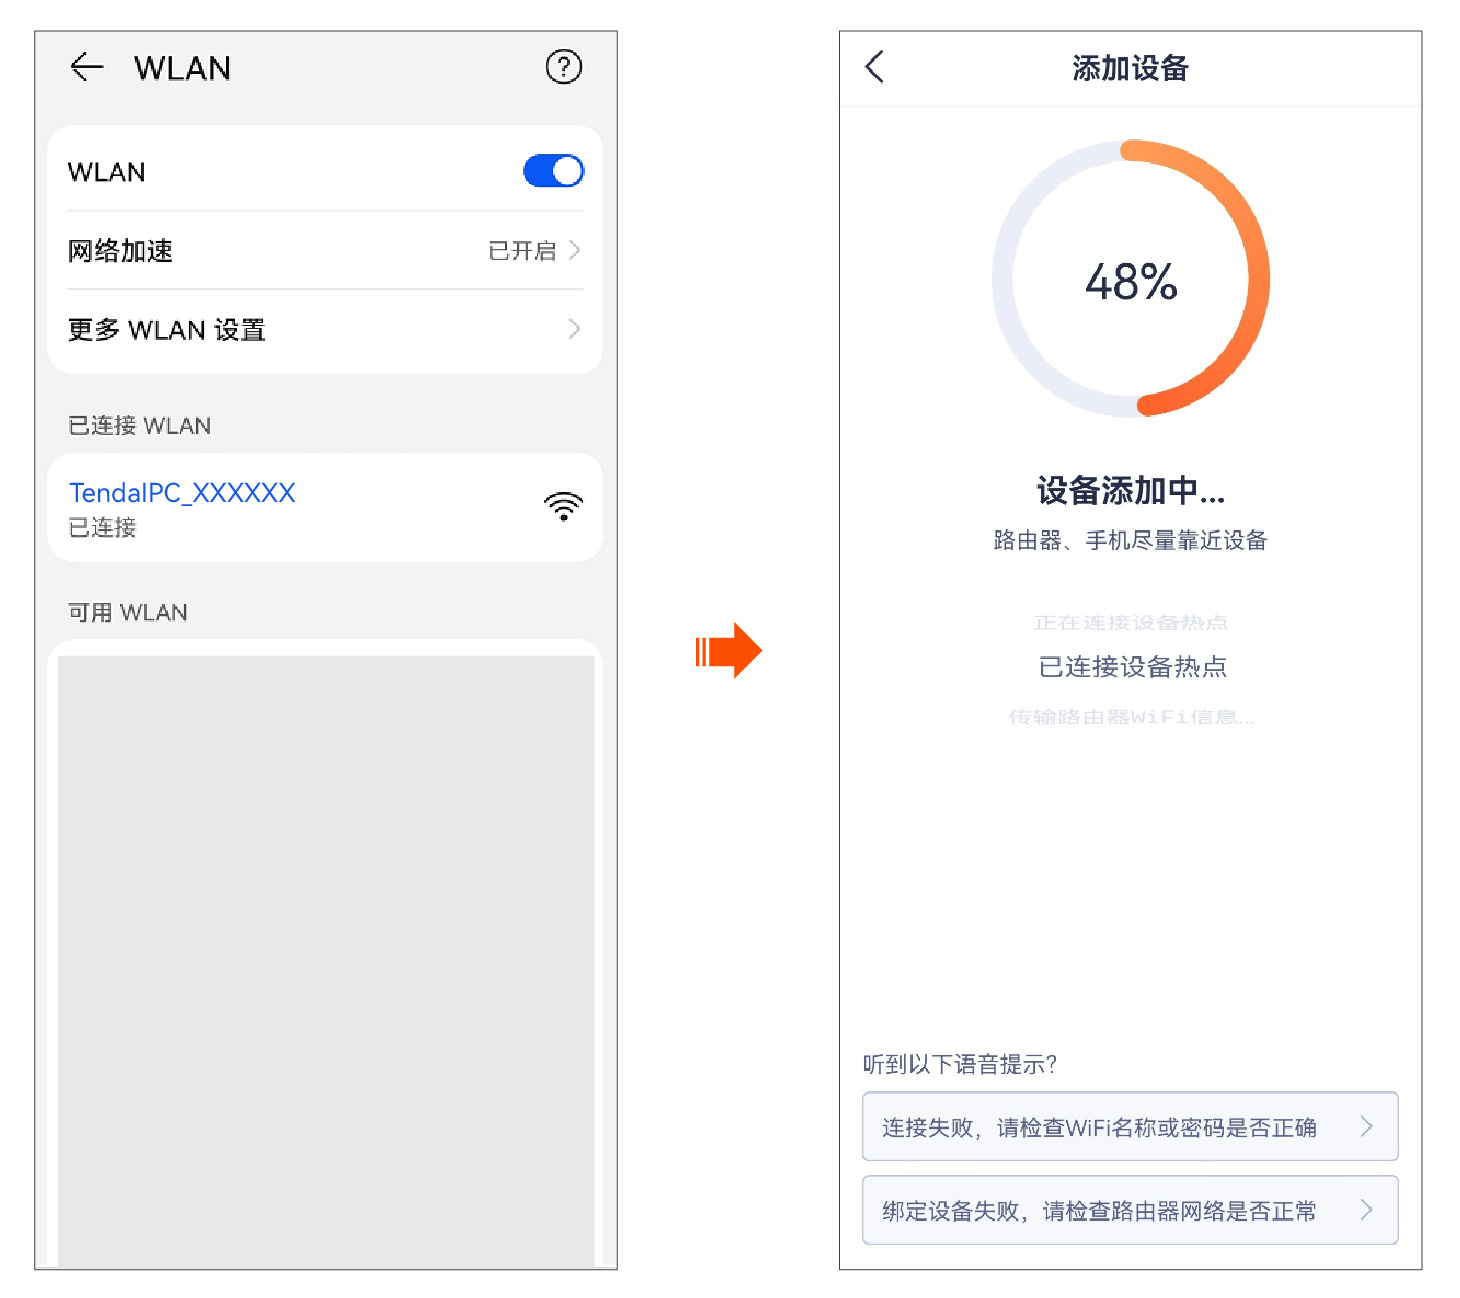 WLAN
WLAN
网络加速 已开启
更多 WLAN 设置
已连接 WLAN
TendaIPC_XXXXXX
已连接
可用 WLAN
添加设备
48%
设备添加中...
路由器、手机尽量靠近设备
正在连接设备热点
已连接设备热点
传输路由器WiFi信息...
听到以下语音提示?
连接失败，请检查WiFi名称或密码是否正确
绑定设备失败，请检查路由器网络是否正常